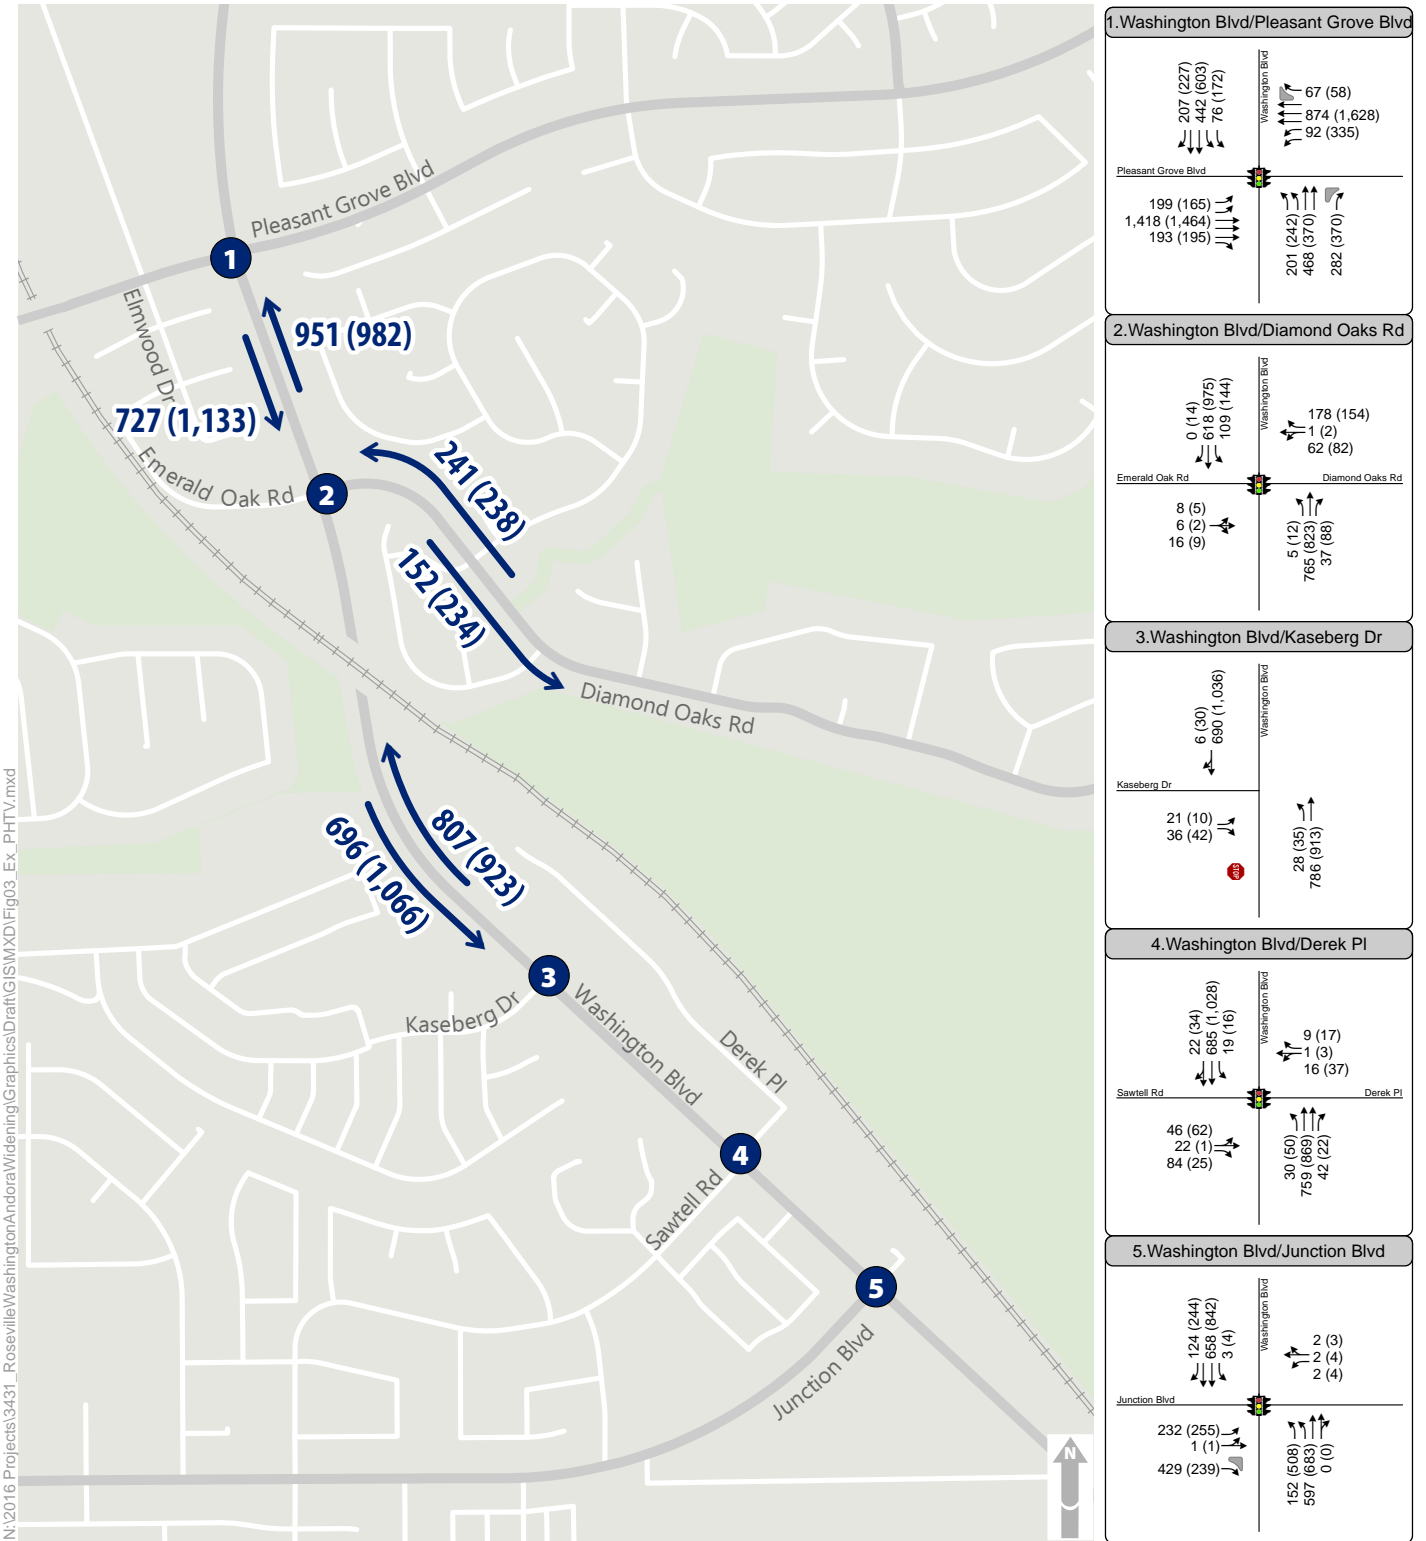 Pleasant Grove Blvd
1
Elmwood Dr
951 (982)
727 (1,133)
Emerald Oak Rd
2
241 (238)
152 (234)
Diamond Oaks Rd
807 (923)
696 (1,066)
3
Kaseberg Dr
Washington Blvd
Derek Pl
4
Sawtell Rd
5
Junction Blvd
N
N:\2016 Projects\3431_RosevilleWashingtonAndoraWidening\Graphics\Draft\GIS\MXD\Fig03_Ex_PHTV.mxd
1.Washington Blvd/Pleasant Grove Blvd
207 (227)
442 (603)
76 (172)
Washington Blvd
67 (58)
874 (1,628)
92 (335)
Pleasant Grove Blvd
199 (165)
1,418 (1,464)
193 (195)
201 (242)
468 (370)
282 (370)
2.Washington Blvd/Diamond Oaks Rd
0 (14)
618 (975)
109 (144)
Washington Blvd
178 (154)
1 (2)
62 (82)
Emerald Oak Rd
Diamond Oaks Rd
8 (5)
6 (2)
16 (9)
5 (12)
765 (823)
37 (88)
3.Washington Blvd/Kaseberg Dr
6 (30)
690 (1,036)
Washington Blvd
Kaseberg Dr
21 (10)
36 (42)
STOP
28 (35)
786 (913)
4.Washington Blvd/Derek Pl
22 (34)
685 (1,028)
19 (16)
Washington Blvd
9 (17)
1 (3)
16 (37)
Sawtell Rd
Derek Pl
46 (62)
22 (1)
84 (25)
30 (50)
759 (869)
42 (22)
5.Washington Blvd/Junction Blvd
124 (244)
658 (842)
3 (4)
Washington Blvd
2 (3)
2 (4)
2 (4)
Junction Blvd
232 (255)
1 (1)
429 (239)
152 (508)
597 (683)
0 (0)